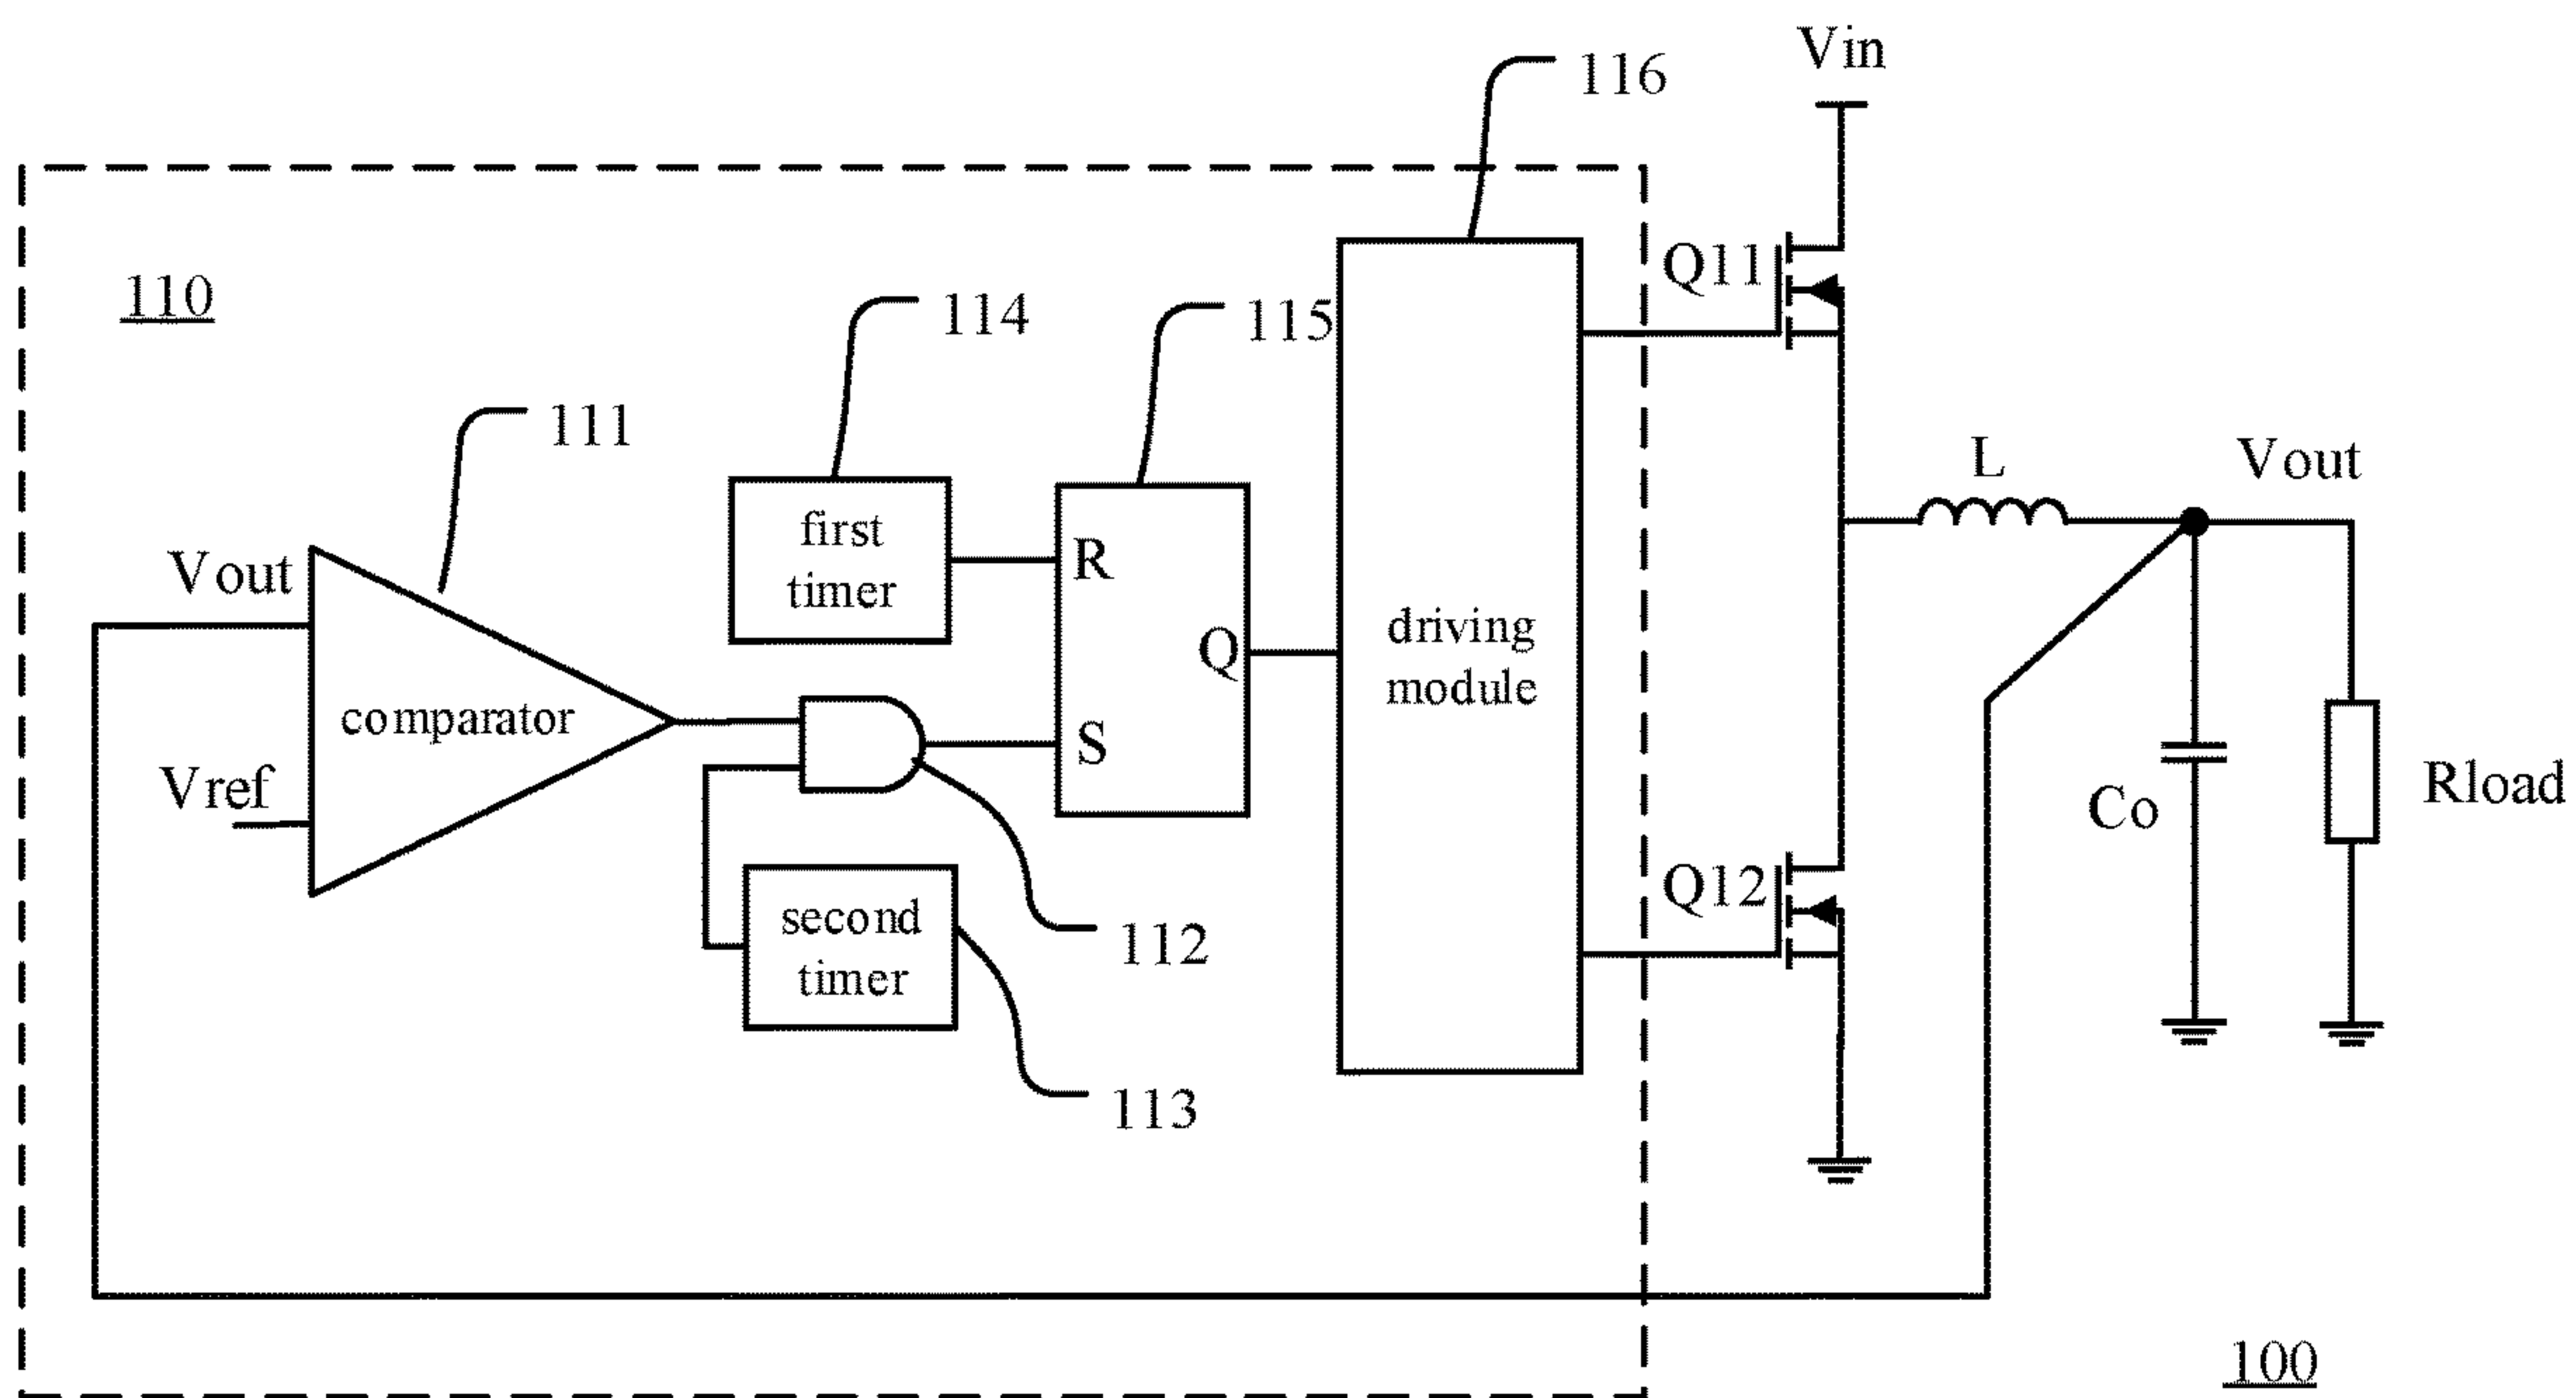 Vin
116
Q11
110
114
115
111
L
Vout
first
timer
R
Vout
driving
module
Q
comparator
S
Vref
Co
Rload
Q12
second
timer
112
113
100